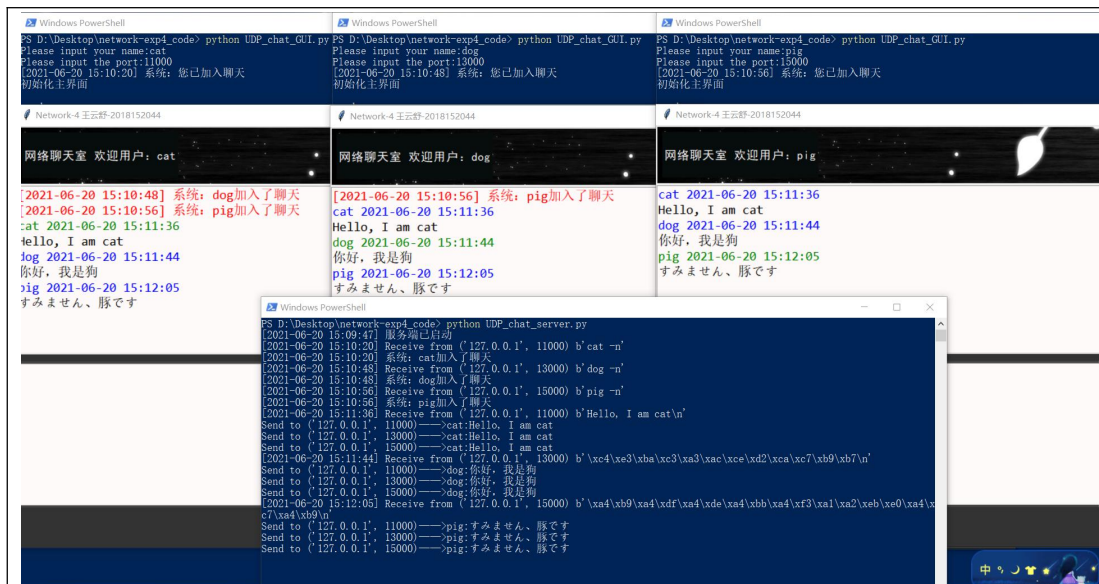 Windows PowerShell
PS D:\Desktop\network-exp4_code> python UDP_chat_GUI.py
Please input your name:cat
Please input the port:11000
[2021-06-20 15:10:20] 系统: 您已加入聊天
初始化主界面
Network-4 王云舒-2018152044
网络聊天室 欢迎用户: cat
[2021-06-20 15:10:48] 系统: dog加入了聊天
[2021-06-20 15:10:56] 系统: pig加入了聊天
cat 2021-06-20 15:11:36
Hello, I am cat
dog 2021-06-20 15:11:44
你好，我是狗
pig 2021-06-20 15:12:05
すみません、豚です
Windows PowerShell
PS D:\Desktop\network-exp4_code> python UDP_chat_GUI.py
Please input your name:dog
Please input the port:13000
[2021-06-20 15:10:48] 系统: 您已加入聊天
初始化主界面
Network-4 王云舒-2018152044
网络聊天室 欢迎用户: dog
[2021-06-20 15:10:56] 系统: pig加入了聊天
cat 2021-06-20 15:11:36
Hello, I am cat
dog 2021-06-20 15:11:44
你好，我是狗
pig 2021-06-20 15:12:05
すみません、豚です
Windows PowerShell
PS D:\Desktop\network-exp4_code> python UDP_chat_GUI.py
Please input your name:pig
Please input the port:15000
[2021-06-20 15:10:56] 系统: 您已加入聊天
初始化主界面
Network-4 王云舒-2018152044
网络聊天室 欢迎用户: pig
cat 2021-06-20 15:11:36
Hello, I am cat
dog 2021-06-20 15:11:44
你好，我是狗
pig 2021-06-20 15:12:05
すみません、豚です
Windows PowerShell
PS D:\Desktop\network-exp4_code> python UDP_chat_server.py
[2021-06-20 15:09:47] 服务端已启动
[2021-06-20 15:10:20] Receive from ('127.0.0.1', 11000) b'cat -n'
[2021-06-20 15:10:20] 系统: cat加入了聊天
[2021-06-20 15:10:48] Receive from ('127.0.0.1', 13000) b'dog -n'
[2021-06-20 15:10:48] 系统: dog加入了聊天
[2021-06-20 15:10:56] Receive from ('127.0.0.1', 15000) b'pig -n'
[2021-06-20 15:10:56] 系统: pig加入了聊天
[2021-06-20 15:11:36] Receive from ('127.0.0.1', 11000) b'Hello, I am cat\n'
Send to ('127.0.0.1', 11000)——>cat:Hello, I am cat
Send to ('127.0.0.1', 13000)——>cat:Hello, I am cat
Send to ('127.0.0.1', 15000)——>cat:Hello, I am cat
[2021-06-20 15:11:44] Receive from ('127.0.0.1', 13000) b'\xc4\xe3\xba\xc3\xa3\xac\xce\xd2\xca\xc7\xb9\xb7\n'
Send to ('127.0.0.1', 11000)——>dog:你好，我是狗
Send to ('127.0.0.1', 13000)——>dog:你好，我是狗
Send to ('127.0.0.1', 15000)——>dog:你好，我是狗
[2021-06-20 15:12:05] Receive from ('127.0.0.1', 15000) b'\xa4\xb9\xa4\xdf\xa4\xde\xa4\xbb\xa4\xf3\xa1\xa2\xeb\xe0\xa4\x
c7\xa4\xb9\n'
Send to ('127.0.0.1', 11000)——>pig:すみません、豚です
Send to ('127.0.0.1', 13000)——>pig:すみません、豚です
Send to ('127.0.0.1', 15000)——>pig:すみません、豚です
中